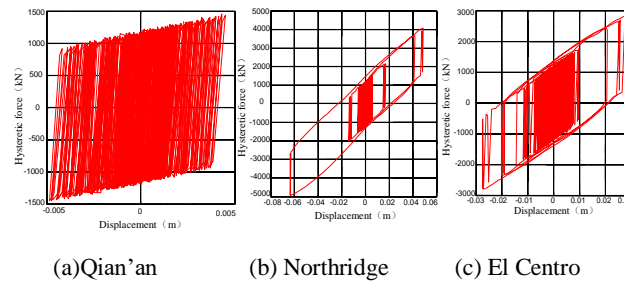 Hysteretic force（kN）
1500
1000
500
0
-500
-1000
-1500
-0.005 0 0.005
Displacement（m）
Hysteretic force（kN）
5000
4000
3000
2000
1000
0
-1000
-2000
-3000
-4000
-5000
-0.08 -0.06 -0.04 -0.02 0 0.02 0.04 0.06
Displacement（m）
Hysteretic force（kN）
3000
2000
1000
0
1000
2000
3000
-0.03 -0.02 -0.01 0 0.01 0.02
Displacement（m）
(a)Qian’an (b) Northridge (c) El Centro